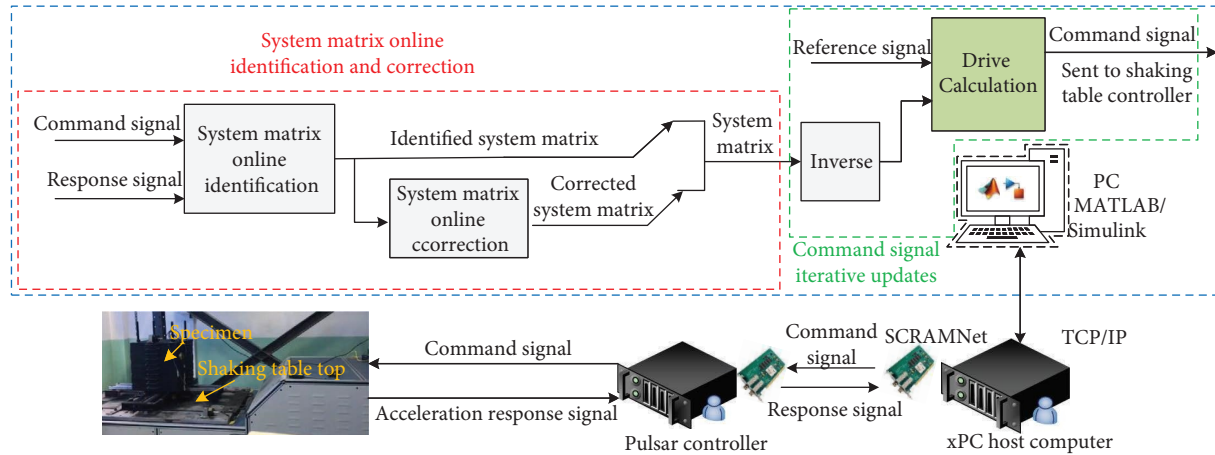 System matrix online
identification and correction
Command signal
Response signal
System matrix
online
identification
Identified system matrix
System matrix
online
ccorrection
Corrected
system matrix
System
matrix
Reference signal
Inverse
Drive
Calculation
Command signal
Sent to shaking
table controller
Command signal
iterative updates
PC
MATLAB/
Simulink
Specimen
Shaking table top
Command signal
Acceleration response signal
Pulsar controller
Command
signal
Response signal
SCRAMNet
TCP/IP
xPC host computer